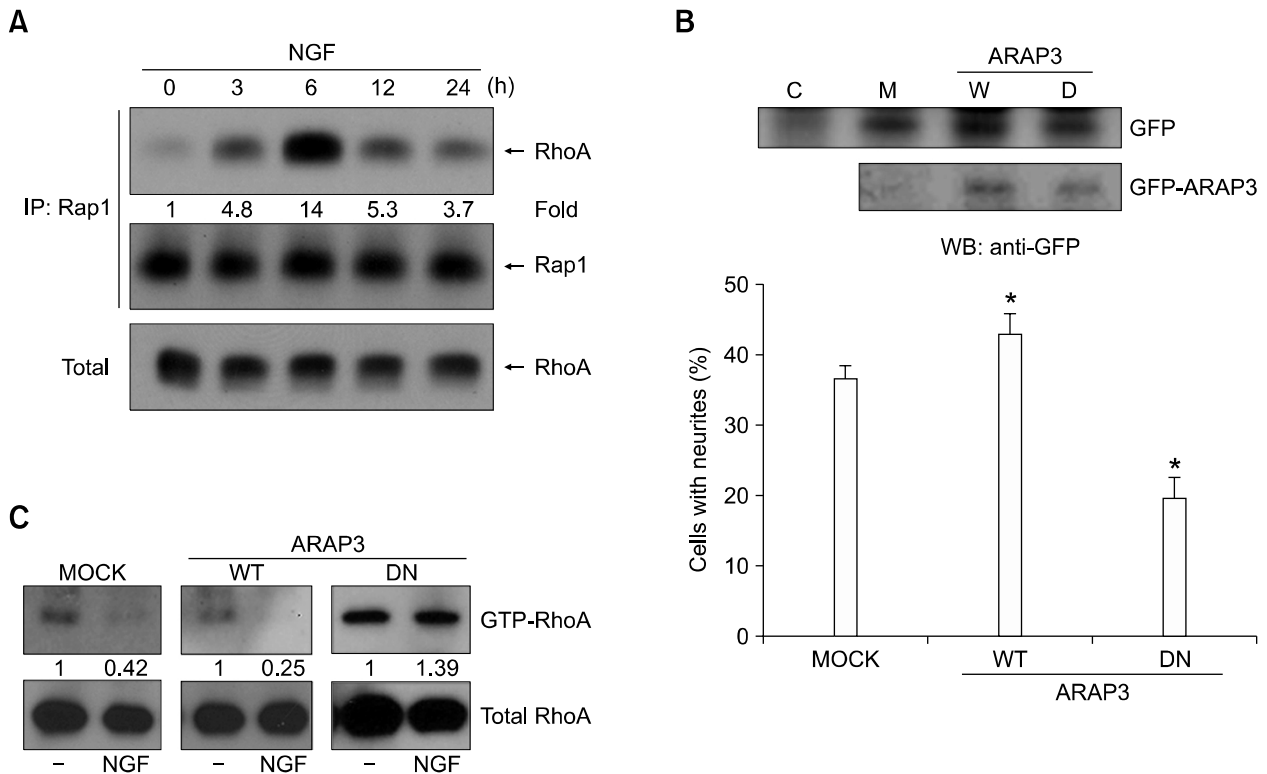 A
NGF
0 3 6 12 24 (h)
← RhoA
IP: Rap1
1 4.8 14 5.3 3.7 Fold
← Rap1
Total ← RhoA
B
ARAP3
C M W D
GFP
GFP-ARAP3
WB: anti-GFP
Cells with neurites (%)
50
40
30
20
10
0
*
*
MOCK WT DN
ARAP3
C
ARAP3
MOCK WT DN
GTP-RhoA
1 0.42 1 0.25 1 1.39
Total RhoA
– NGF – NGF – NGF